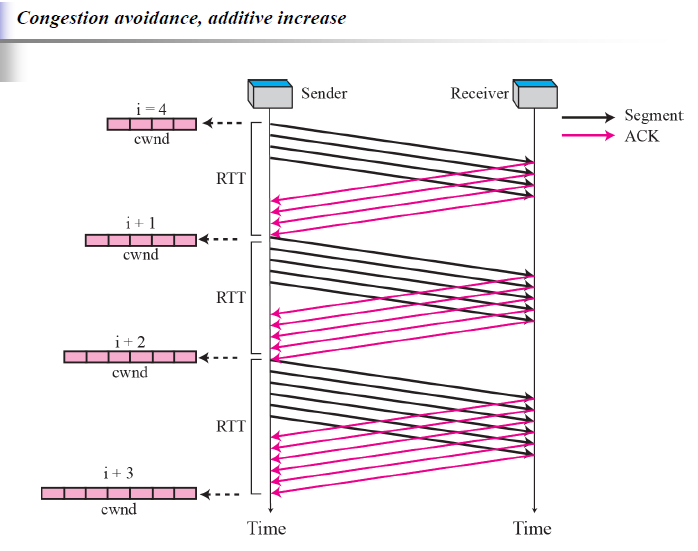 Congestion avoidance, additive increase
Sender
Receiver
Segment
ACK
i = 4
cwnd
RTT
i + 1
cwnd
RTT
i + 2
cwnd
RTT
i + 3
cwnd
Time
Time